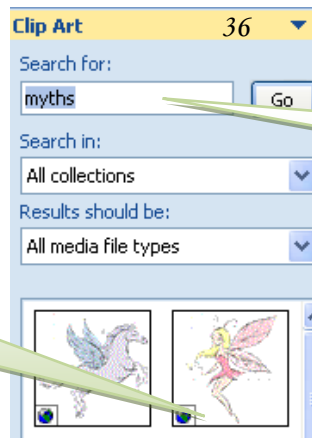 Clip Art 36
Search for:
myths Go
Search in:
All collections
Results should be:
All media file types